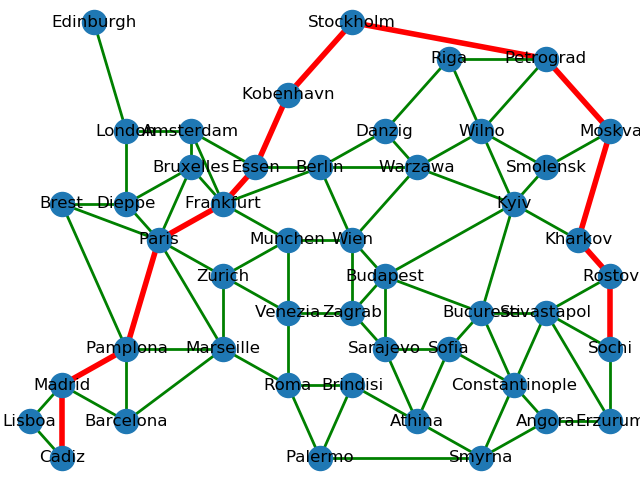 Edinburgh
Stockholm
Riga
Petrograd
Kobenhavn
London
Amsterdam
Danzig
Wilno
Moskva
Bruxelles
Essen
Berlin
Warzawa
Smolensk
Brest
Dieppe
Frankfurt
Kyiv
Paris
Munchen
Wien
Kharkov
Zurich
Budapest
Rostov
Venezia
Zagrab
Bucuresti
Sevastapol
Pamplona
Marseille
Sarajevo
Sofia
Sochi
Madrid
Roma
Brindisi
Constantinople
Lisboa
Barcelona
Athina
Angora
Erzurum
Cadiz
Palermo
Smyrna